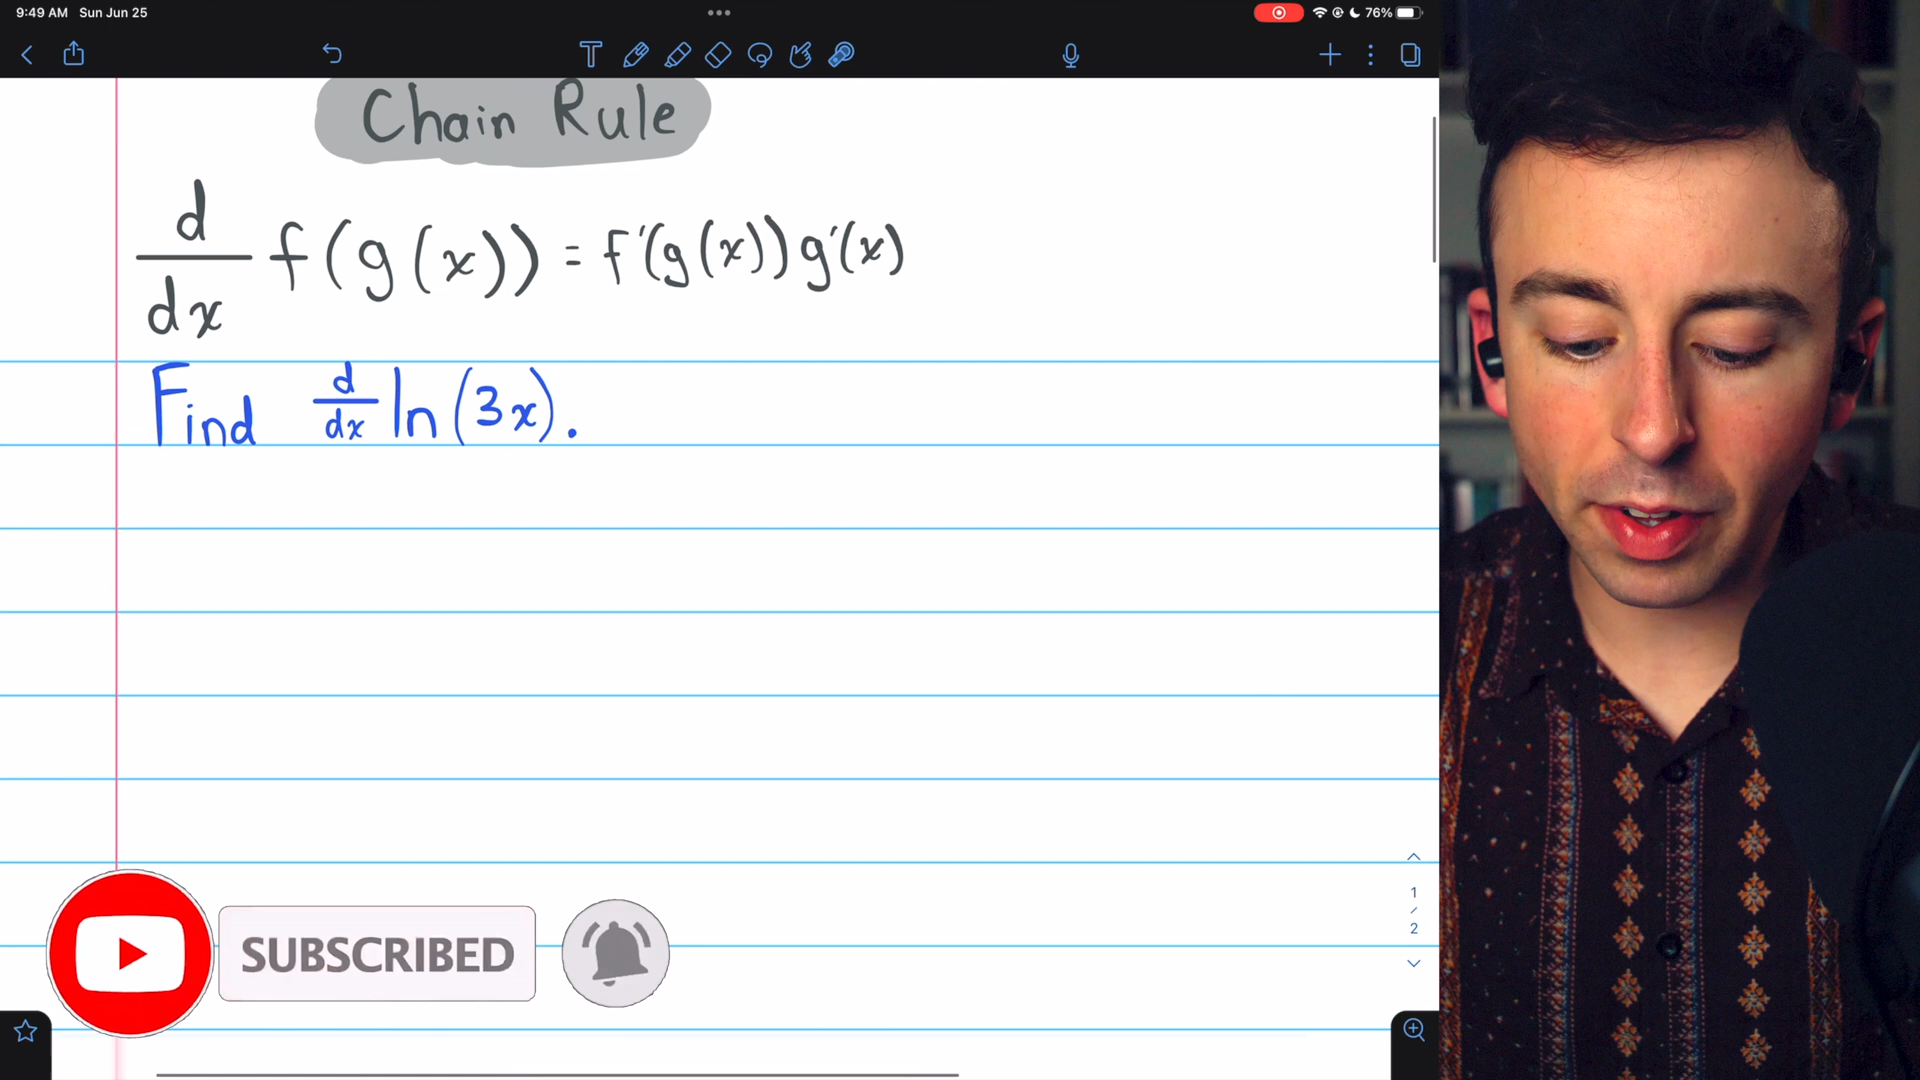 9:49 AM Sun Jun 25
76%
Chain Rule
d/dx f(g(x)) = f'(g(x))g'(x)
Find d/dx ln(3x).
1
/
2
SUBSCRIBED